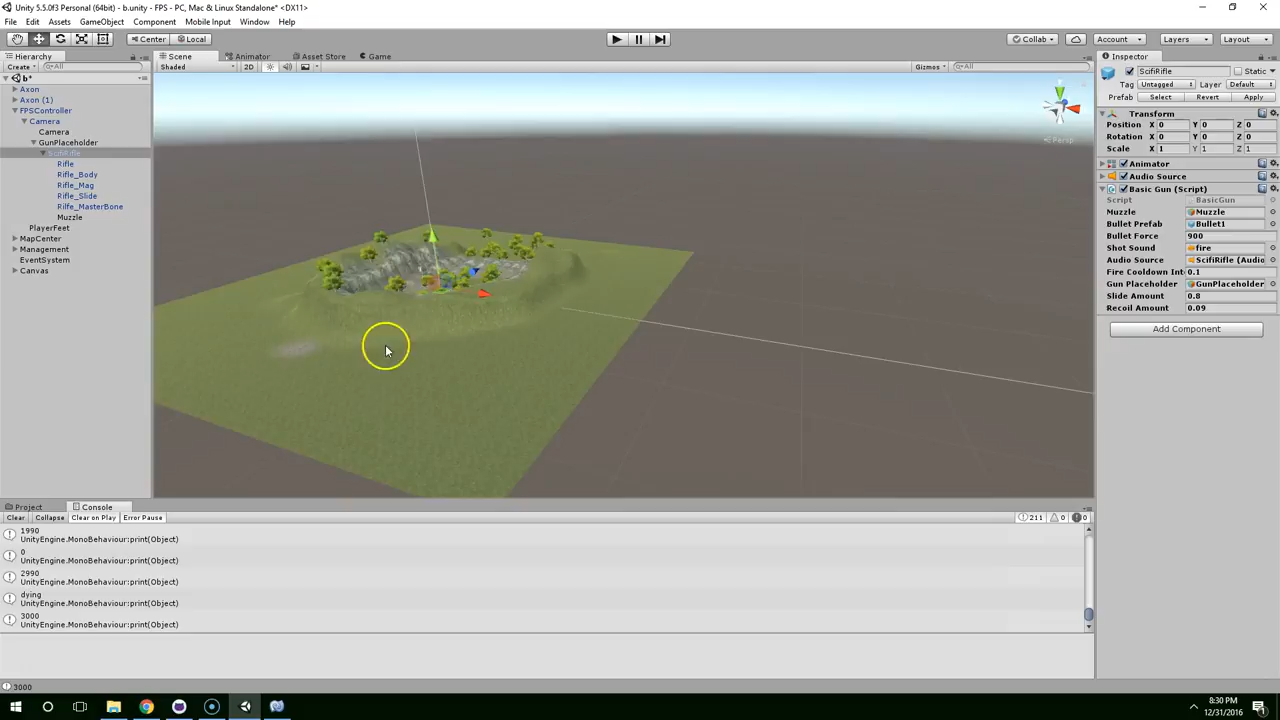 Unity 5.5.0f3 Personal (64bit) - b.unity - FPS - PC, Mac & Linux Standalone* <DX11>
File Edit Assets GameObject Component Mobile Input Window Help
Center Local Collab Account Layers Layout
Hierarchy Scene Animator Asset Store Game Inspector
Create All Shaded 2D Gizmos All ScifiRifle Static
b* Tag Untagged Layer Default
Axon Prefab Select Revert Apply
Axon (1)
FPSController Transform
Camera Position X 0 Y 0 Z 0
Camera Rotation X 0 Y 0 Z 0
GunPlaceholder Persp Scale X 1 Y 1 Z 1
ScifiRifle
Rifle Animator
Rifle_Body Audio Source
Rifle_Mag Basic Gun (Script)
Rifle_Slide Script BasicGun
Rilfe_MasterBone Muzzle Muzzle
Muzzle Bullet Prefab Bullet1
PlayerFeet Bullet Force 900
MapCenter Shot Sound fire
Management Audio Source ScifiRifle (Audio
EventSystem Fire Cooldown Int 0.1
Canvas Gun Placeholder GunPlaceholder
Slide Amount 0.8
Recoil Amount 0.09
Add Component
Project Console
Clear Collapse Clear on Play Error Pause 211 0 0
1990
UnityEngine.MonoBehaviour:print(Object)
0
UnityEngine.MonoBehaviour:print(Object)
2990
UnityEngine.MonoBehaviour:print(Object)
dying
UnityEngine.MonoBehaviour:print(Object)
3000
UnityEngine.MonoBehaviour:print(Object)
3000
8:30 PM
12/31/2016